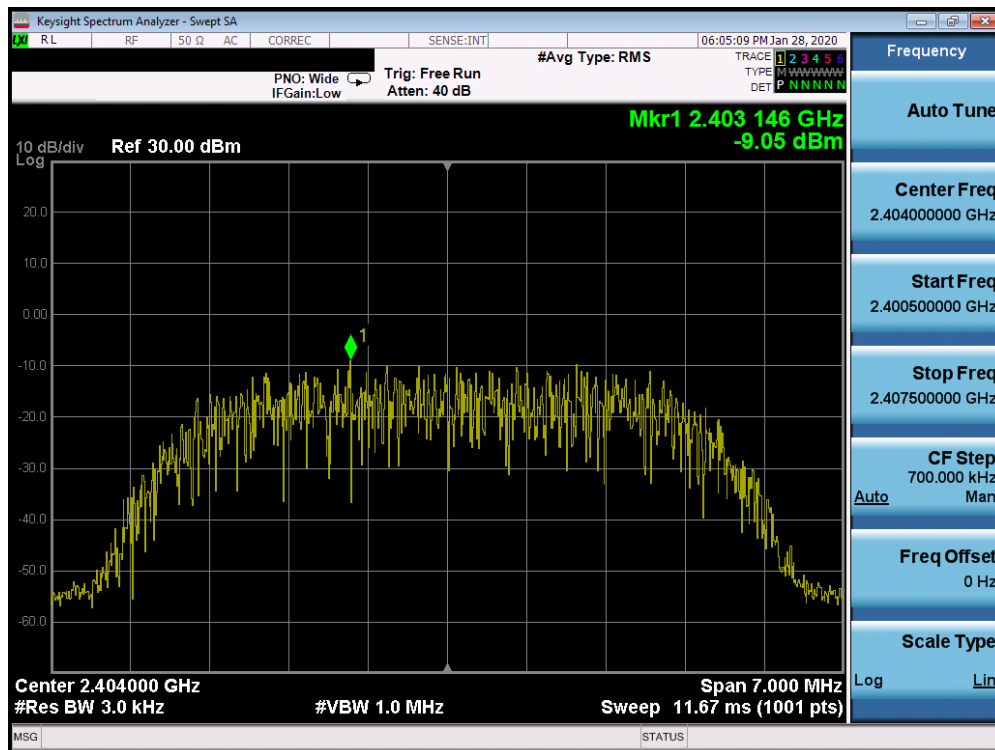 Keysight Spectrum Analyzer - Swept SA
LXI RL RF 50 Ω AC CORREC SENSE:INT 06:05:09 PM Jan 28, 2020
PNO: Wide
IFGain:Low
Trig: Free Run
Atten: 40 dB
#Avg Type: RMS
TRACE 1 2 3 4 5 6
TYPE M W W W W W
DET P N N N N N
Mkr1 2.403 146 GHz
-9.05 dBm
10 dB/div Ref 30.00 dBm
Log
20.0
10.0
0.00
1
-10.0
-20.0
-30.0
-40.0
-50.0
-60.0
Center 2.404000 GHz Span 7.000 MHz
#Res BW 3.0 kHz #VBW 1.0 MHz Sweep 11.67 ms (1001 pts)
MSG STATUS
Frequency
Auto Tune
Center Freq
2.404000000 GHz
Start Freq
2.400500000 GHz
Stop Freq
2.407500000 GHz
CF Step
700.000 kHz
Auto Man
Freq Offset
0 Hz
Scale Type
Log Lin